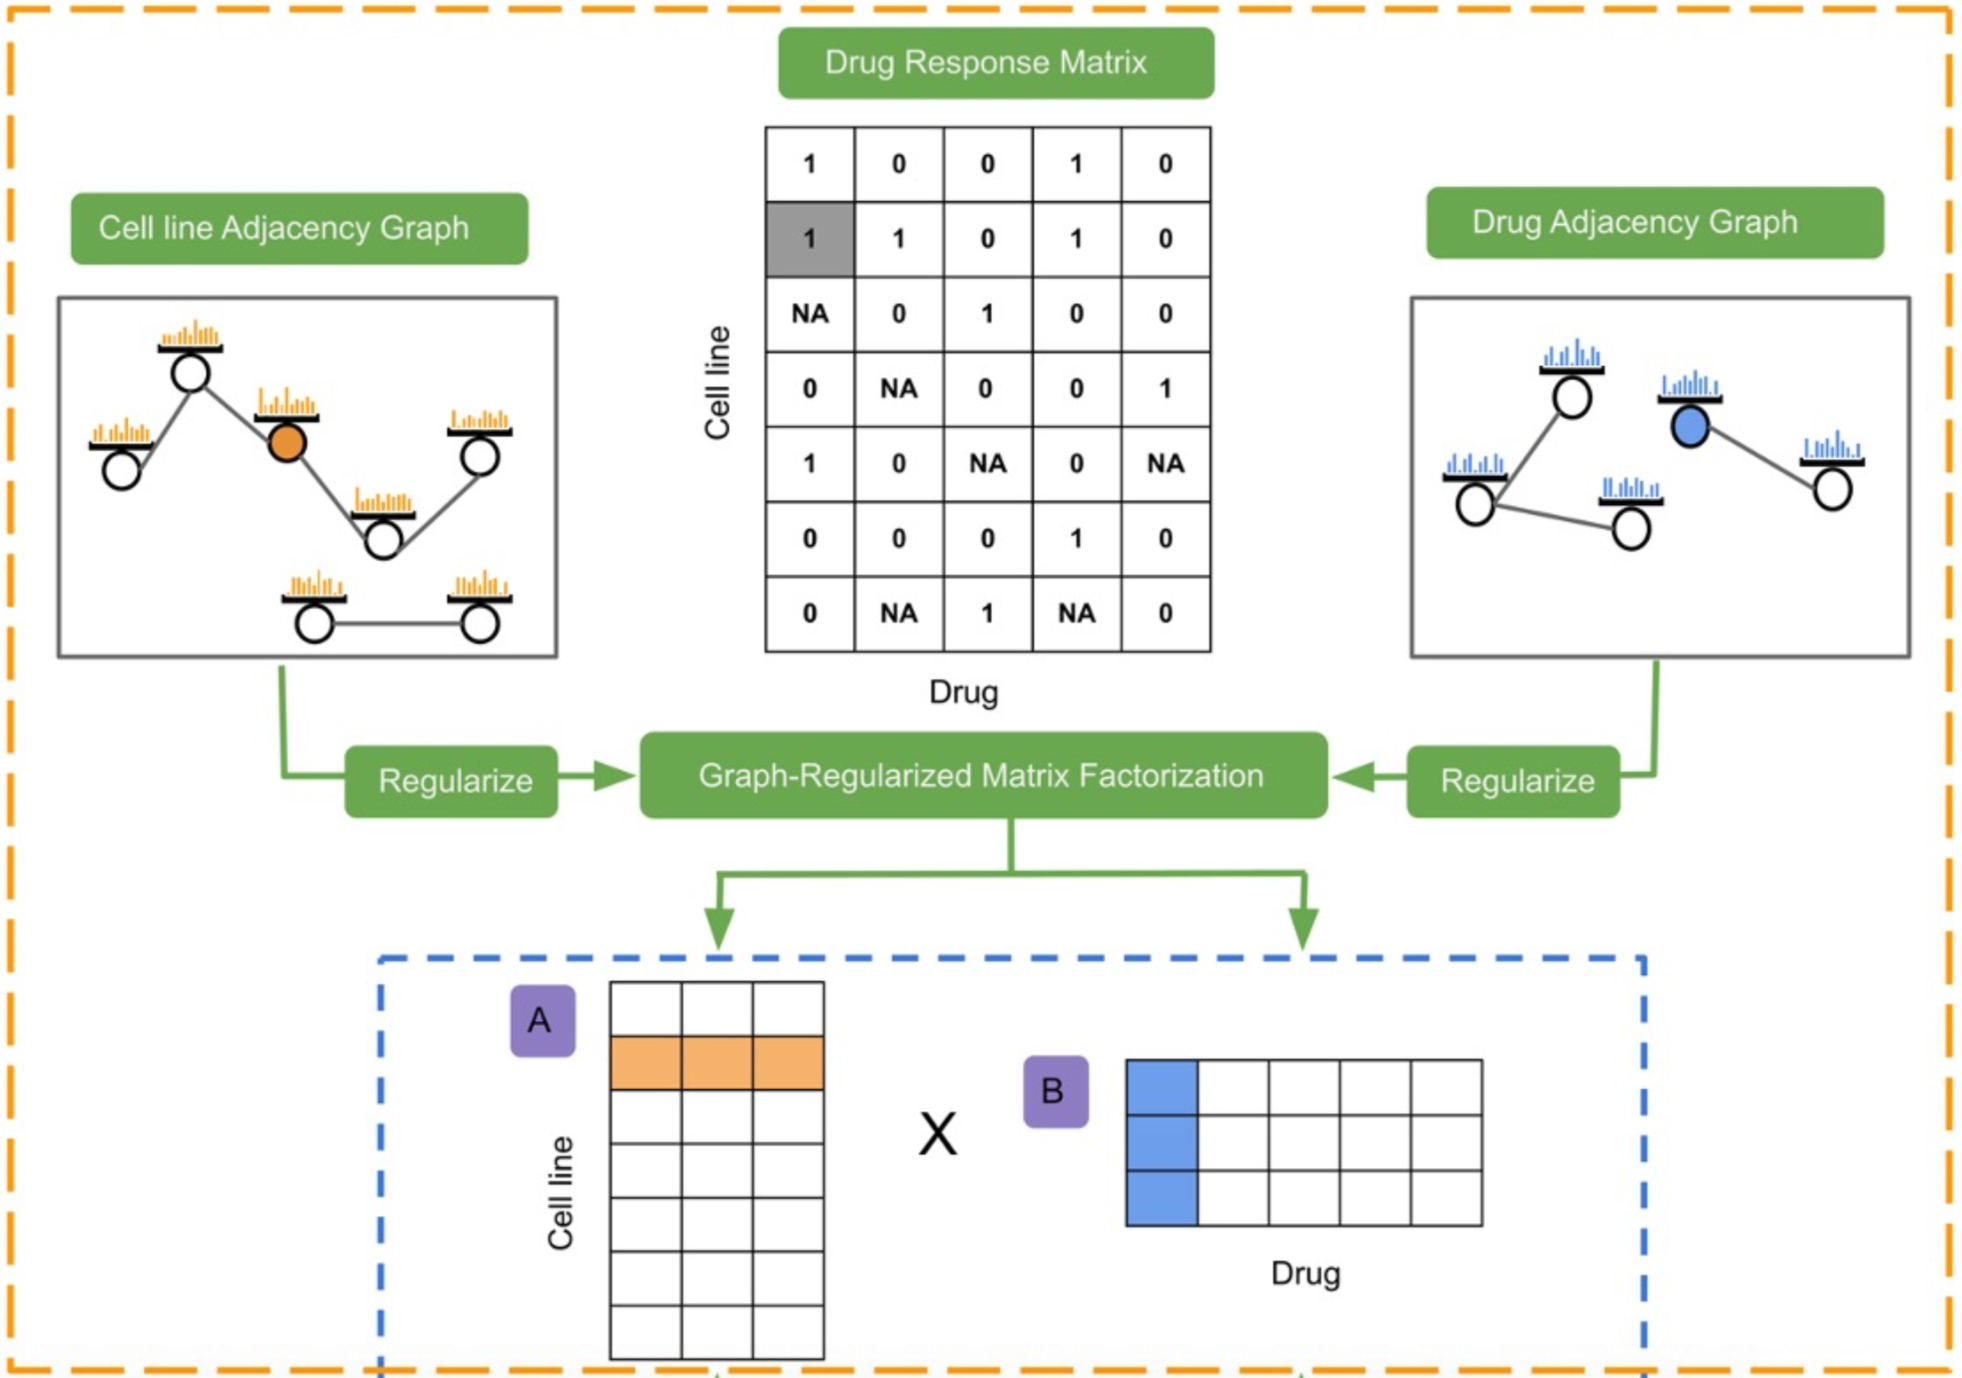 Drug Response Matrix
Cell line Adjacency Graph
Drug Adjacency Graph
Cell line
1 0 0 1 0
1 1 0 1 0
NA 0 1 0 0
0 NA 0 0 1
1 0 NA 0 NA
0 0 0 1 0
0 NA 1 NA 0
Drug
Regularize
Graph-Regularized Matrix Factorization
Regularize
A
Cell line
X
B
Drug